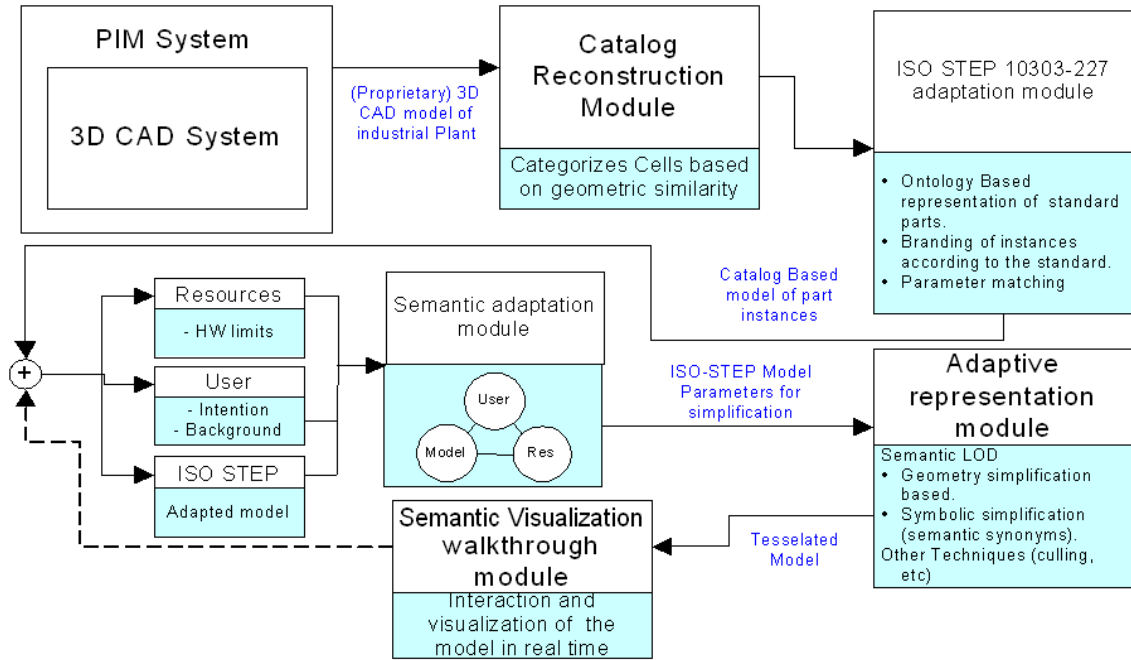 PIM System
3D CAD System
(Proprietary) 3D
CAD model of
industrial Plant
Catalog
Reconstruction
Module
Categorizes Cells based
on geometric similarity
ISO STEP 10303-227
adaptation module
• Ontology Based
representation of standard
parts.
• Branding of instances
according to the standard.
• Parameter matching
Catalog Based
model of part
instances
+
Resources
- HW limits
User
- Intention
- Background
ISO STEP
Adapted model
Semantic adaptation
module
User
Model
Res
ISO-STEP Model
Parameters for
simplification
Adaptive
representation
module
Semantic LOD
• Geometry simplification
based.
• Symbolic simplification
(semantic synonyms).
Other Techniques (culling,
etc)
Tesselated
Model
Semantic Visualization
walkthrough
module
Interaction and
visualization of the
model in real time